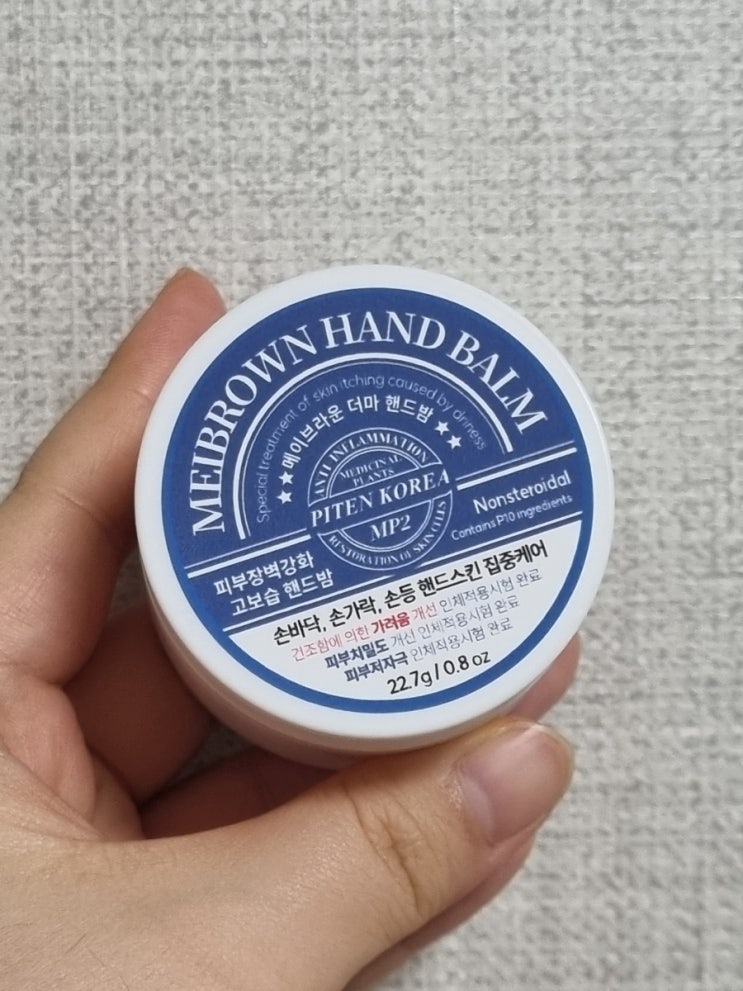 MEIBROWN HAND BALM
Special treatment of skin itching caused by driness
★★메이브라운 더마 핸드밤★★
ANTI INFLAMMATION
MEDICINAL
PLANTS
PITEN KOREA
MP2
RESTORATION OF SKIN CELLS
Nonsteroidal
Contains P10 ingredients
피부장벽강화
고보습 핸드밤
손바닥, 손가락, 손등 핸드스킨 집중케어
건조함에 의한 가려움 개선 인체적용시험 완료
피부치밀도 개선 인체적용시험 완료
피부저자극 인체적용시험 완료
22.7g / 0.8 oz